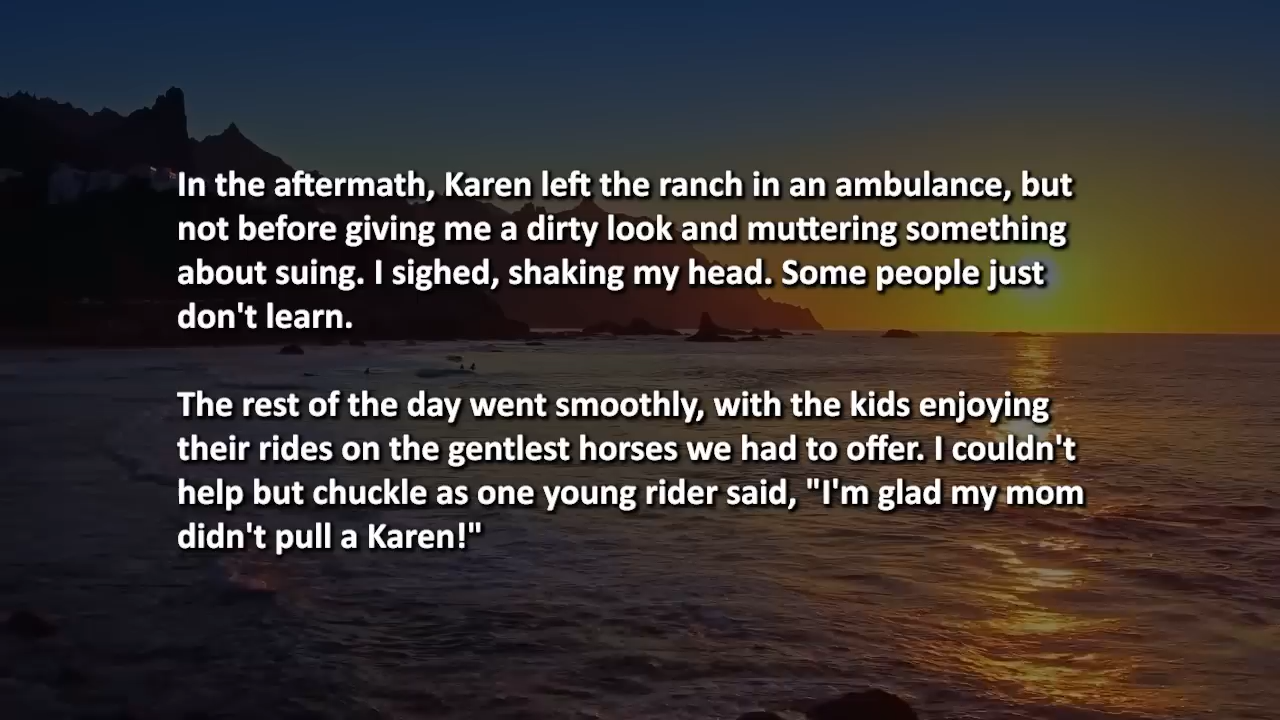 In the aftermath, Karen left the ranch in an ambulance, but
not before giving me a dirty look and muttering something
about suing. I sighed, shaking my head. Some people just
don't learn.
The rest of the day went smoothly, with the kids enjoying
their rides on the gentlest horses we had to offer. I couldn't
help but chuckle as one young rider said, "I'm glad my mom
didn't pull a Karen!"